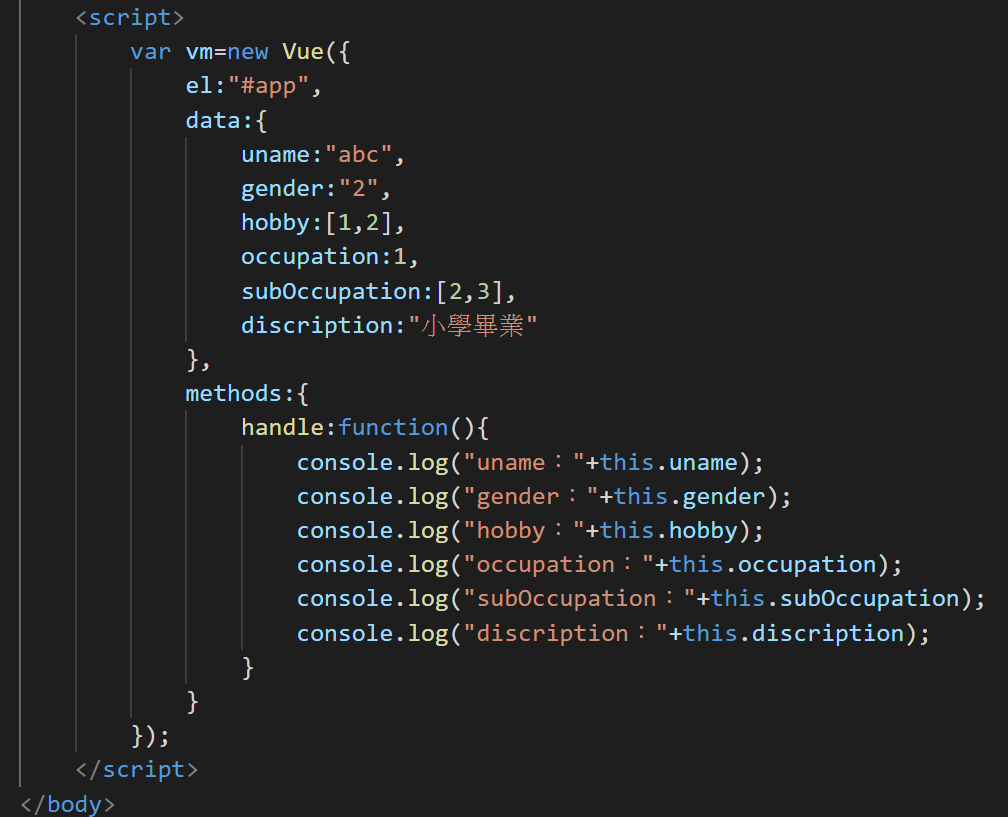 <script>
var vm=new Vue({
el:"#app",
data:{
uname:"abc",
gender:"2",
hobby:[1,2],
occupation:1,
subOccupation:[2,3],
discription:"小學畢業"
},
methods:{
handle:function(){
console.log("uname："+this.uname);
console.log("gender："+this.gender);
console.log("hobby："+this.hobby);
console.log("occupation："+this.occupation);
console.log("subOccupation："+this.subOccupation);
console.log("discription："+this.discription);
}
}
});
</script>
</body>